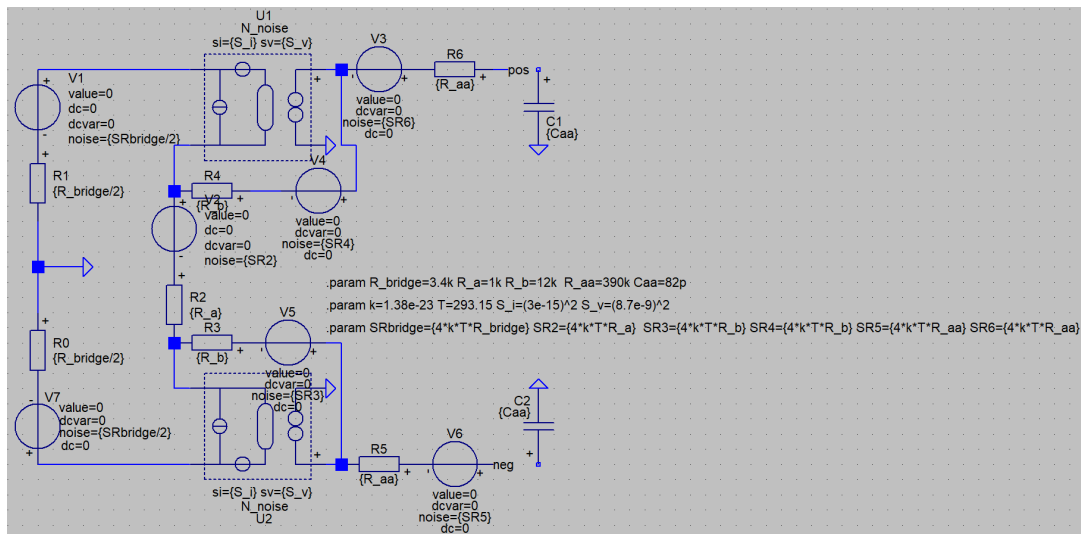 U1
N_noise
si={S_i} sv={S_v}
V3
R6
{R_aa}
pos
value=0
dcvar=0
noise={SR6}
dc=0
C1
{Caa}
V1
value=0
dc=0
dcvar=0
noise={SRbridge/2}
R1
{R_bridge/2}
V4
R4
{R_b}
value=0
dcvar=0
noise={SR4}
dc=0
V2
value=0
dc=0
dcvar=0
noise={SR2}
.param R_bridge=3.4k R_a=1k R_b=12k R_aa=390k Caa=82p
.param k=1.38e-23 T=293.15 S_i=(3e-15)^2 S_v=(8.7e-9)^2
.param SRbridge={4*k*T*R_bridge} SR2={4*k*T*R_a} SR3={4*k*T*R_b} SR4={4*k*T*R_b} SR5={4*k*T*R_aa} SR6={4*k*T*R_aa}
R2
{R_a}
R3
{R_b}
V5
value=0
dcvar=0
noise={SR3}
dc=0
R0
{R_bridge/2}
V7
value=0
dcvar=0
noise={SRbridge/2}
dc=0
C2
{Caa}
R5
{R_aa}
V6
neg
value=0
dcvar=0
noise={SR5}
dc=0
si={S_i} sv={S_v}
N_noise
U2